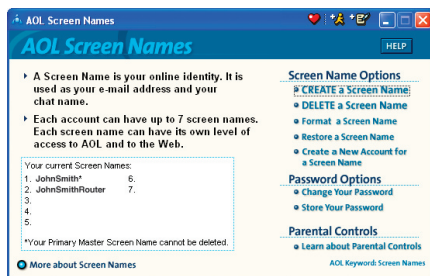 AOL Screen Names
AOL Screen Names
HELP
A Screen Name is your online identity. It is
used as your e-mail address and your
chat name.
Each account can have up to 7 screen names.
Each screen name can have its own level of
access to AOL and to the Web.
Your current Screen Names:
1. JohnSmith* 6.
2. JohnSmithRouter 7.
3.
4.
5.
*Your Primary Master Screen Name cannot be deleted.
More about Screen Names
Screen Name Options
CREATE a Screen Name
DELETE a Screen Name
Format a Screen Name
Restore a Screen Name
Create a New Account for
a Screen Name
Password Options
Change Your Password
Store Your Password
Parental Controls
Learn about Parental Controls
AOL Keyword: Screen Names